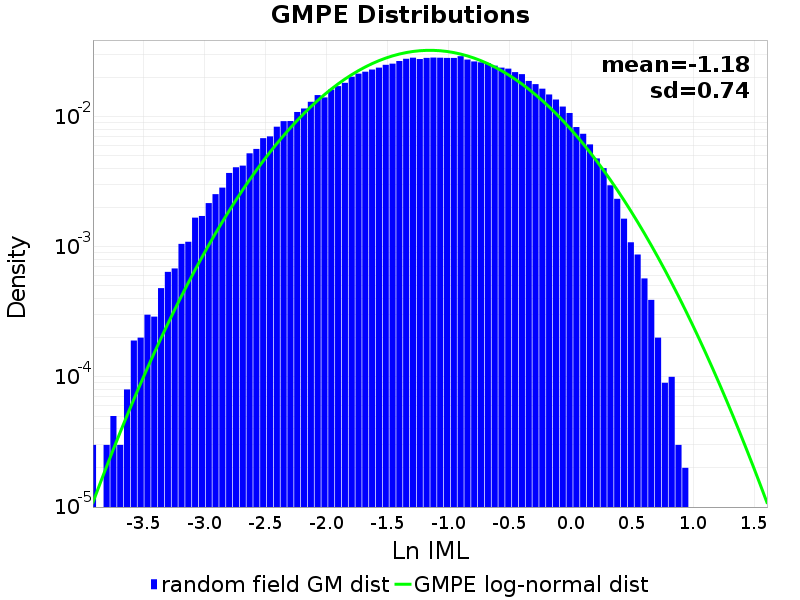 GMPE Distributions
mean=-1.18
sd=0.74
Density
10-2
10-3
10-4
10-5
-3.5 -3.0 -2.5 -2.0 -1.5 -1.0 -0.5 0.0 0.5 1.0 1.5
Ln IML
random field GM dist GMPE log-normal dist